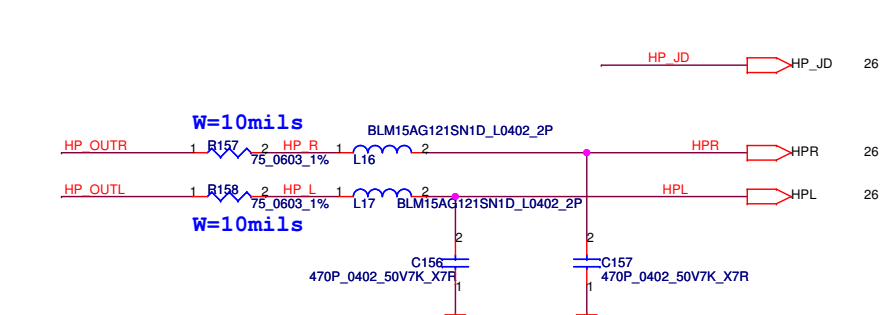 HP_JD
HP_JD 26
W=10mils
BLM15AG121SN1D_L0402_2P
HP_OUTR 1 R157 2 HP_R 1 2 HPR HPR 26
75_0603_1% L16
HP_OUTL 1 R158 2 HP_L 1 2 HPL HPL 26
75_0603_1% L17 BLM15AG121SN1D_L0402_2P
W=10mils
2 2
C156 C157
470P_0402_50V7K_X7R 470P_0402_50V7K_X7R
1 1